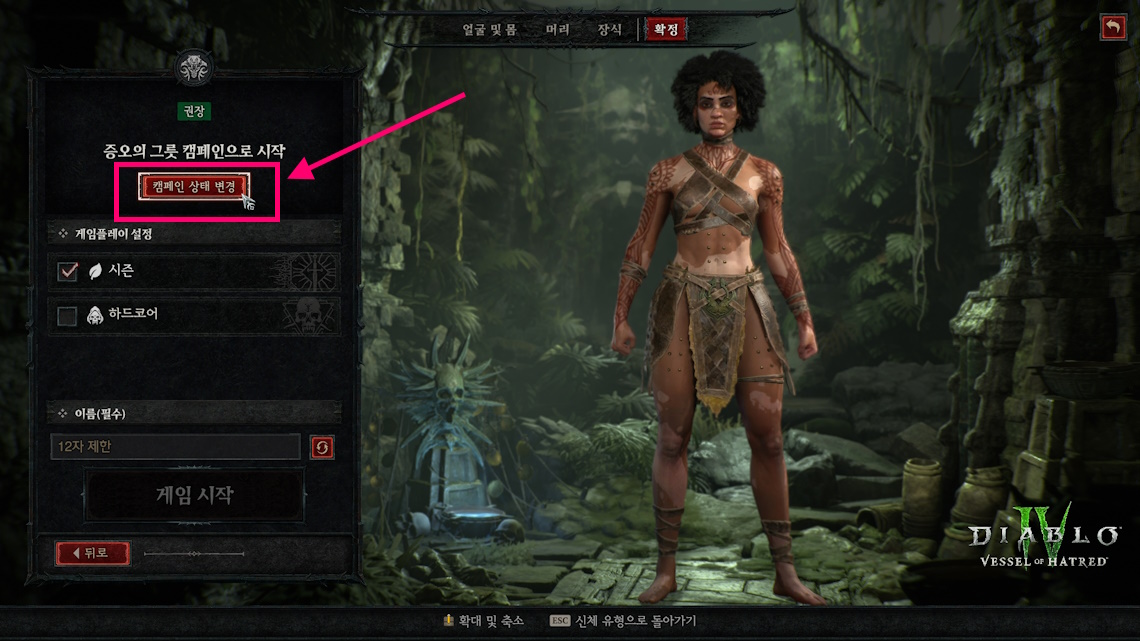 얼굴 및 몸 머리 장식 확정
권장
증오의 그릇 캠페인으로 시작
캠페인 상태 변경
게임플레이 설정
시즌
하드코어
이름(필수)
12자 제한
게임 시작
뒤로
DIABLO IV
VESSEL OF HATRED
확대 및 축소 ESC 신체 유형으로 돌아가기